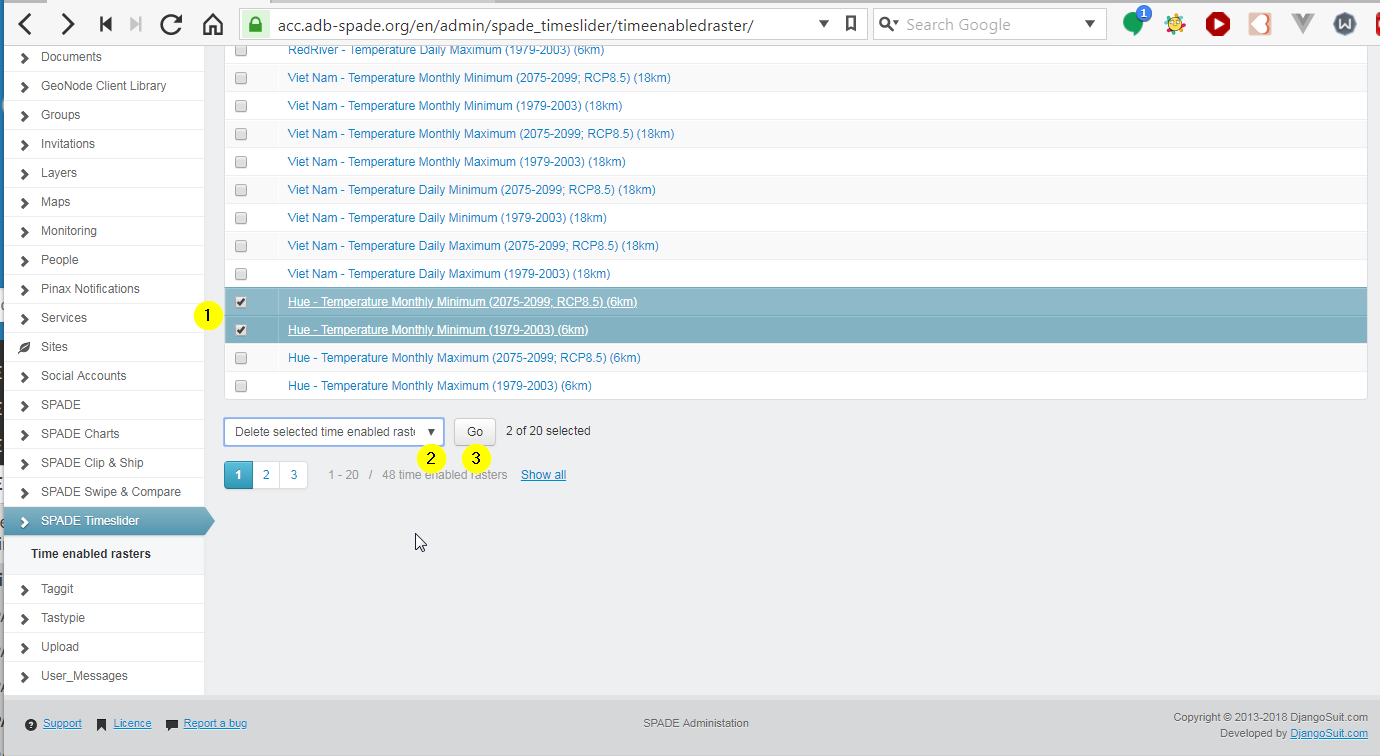 acc.adb-spade.org/en/admin/spade_timeslider/timeenabledraster/
Search Google
1
Documents
GeoNode Client Library
Groups
Invitations
Layers
Maps
Monitoring
People
Pinax Notifications
Services
Sites
Social Accounts
SPADE
SPADE Charts
SPADE Clip & Ship
SPADE Swipe & Compare
SPADE Timeslider
Time enabled rasters
Taggit
Tastypie
Upload
User_Messages
RedRiver - Temperature Daily Maximum (1979-2003) (6km)
Viet Nam - Temperature Monthly Minimum (2075-2099; RCP8.5) (18km)
Viet Nam - Temperature Monthly Minimum (1979-2003) (18km)
Viet Nam - Temperature Monthly Maximum (2075-2099; RCP8.5) (18km)
Viet Nam - Temperature Monthly Maximum (1979-2003) (18km)
Viet Nam - Temperature Daily Minimum (2075-2099; RCP8.5) (18km)
Viet Nam - Temperature Daily Minimum (1979-2003) (18km)
Viet Nam - Temperature Daily Maximum (2075-2099; RCP8.5) (18km)
Viet Nam - Temperature Daily Maximum (1979-2003) (18km)
Hue - Temperature Monthly Minimum (2075-2099; RCP8.5) (6km)
1
Hue - Temperature Monthly Minimum (1979-2003) (6km)
Hue - Temperature Monthly Maximum (2075-2099; RCP8.5) (6km)
Hue - Temperature Monthly Maximum (1979-2003) (6km)
Delete selected time enabled raste Go 2 of 20 selected
2 3
1 2 3 1 - 20 / 48 time enabled rasters Show all
Support Licence Report a bug
SPADE Administation
Copyright © 2013-2018 DjangoSuit.com
Developed by DjangoSuit.com